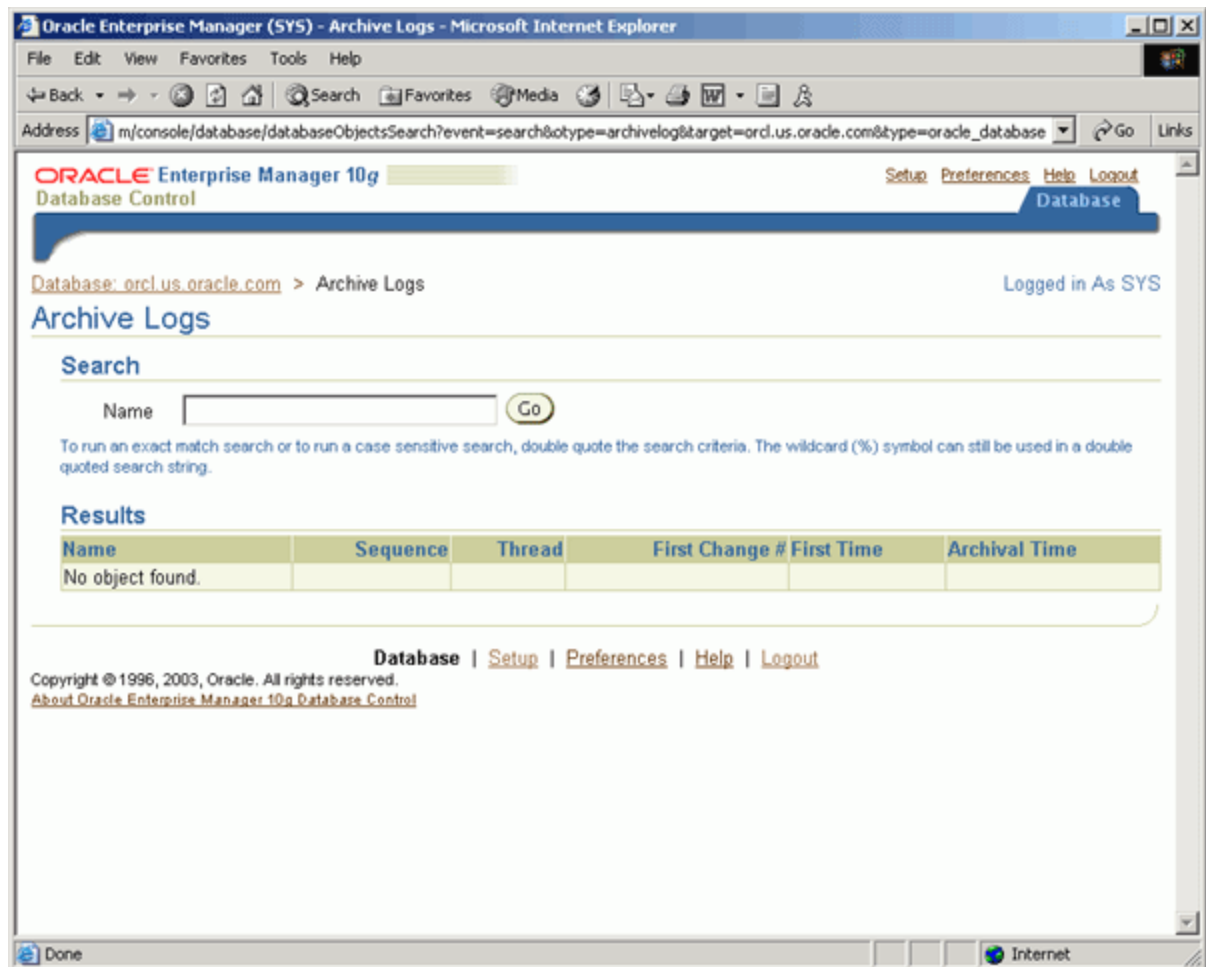 Oracle Enterprise Manager (SYS) - Archive Logs - Microsoft Internet Explorer
File Edit View Favorites Tools Help
Back Search Favorites Media
Address m/console/database/databaseObjectsSearch?event=search&otype=archivelog&target=orcl.us.oracle.com&type=oracle_database Go Links
ORACLE Enterprise Manager 10g
Database Control
Setup Preferences Help Logout
Database
Database: orcl.us.oracle.com > Archive Logs
Logged in As SYS
Archive Logs
Search
Name Go
To run an exact match search or to run a case sensitive search, double quote the search criteria. The wildcard (%) symbol can still be used in a double
quoted search string.
Results
Name Sequence Thread First Change # First Time Archival Time
No object found.
Database | Setup | Preferences | Help | Logout
Copyright © 1996, 2003, Oracle. All rights reserved.
About Oracle Enterprise Manager 10g Database Control
Done Internet